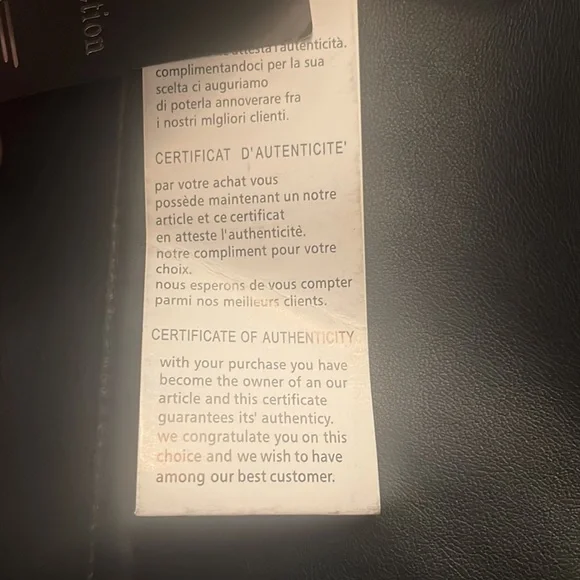 tion
attesta l'autenticità.
complimentandoci per la sua
scelta ci auguriamo
di poterla annoverare fra
i nostri mIgliori clienti.
CERTIFICAT D'AUTENTICITE'
par votre achat vous
possède maintenant un notre
article et ce certificat
en atteste l'authenticitè.
notre compliment pour votre
choix.
nous esperons de vous compter
parmi nos meilleurs clients.
CERTIFICATE OF AUTHENTICITY
with your purchase you have
become the owner of an our
article and this certificate
guarantees its' authenticy.
we congratulate you on this
choice and we wish to have
among our best customer.